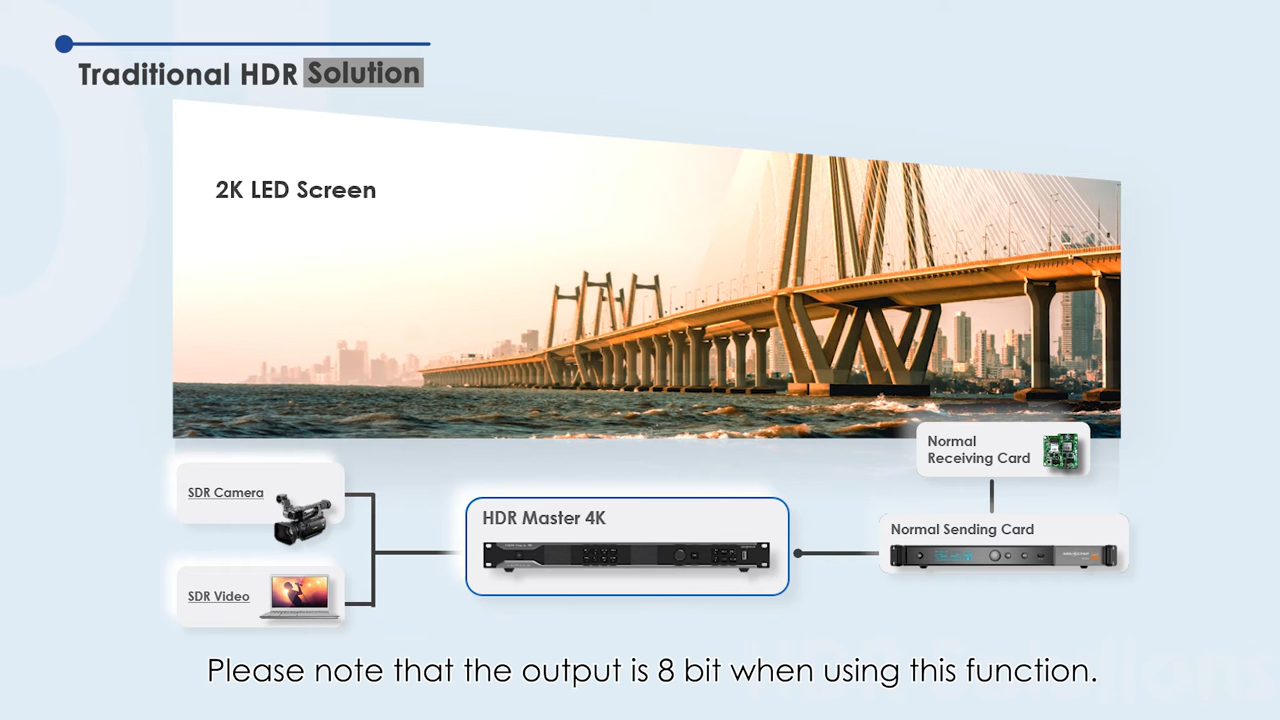 Traditional HDR Solution
2K LED Screen
Normal
Receiving Card
SDR Camera
HDR Master 4K
Normal Sending Card
SDR Video
Please note that the output is 8 bit when using this function.